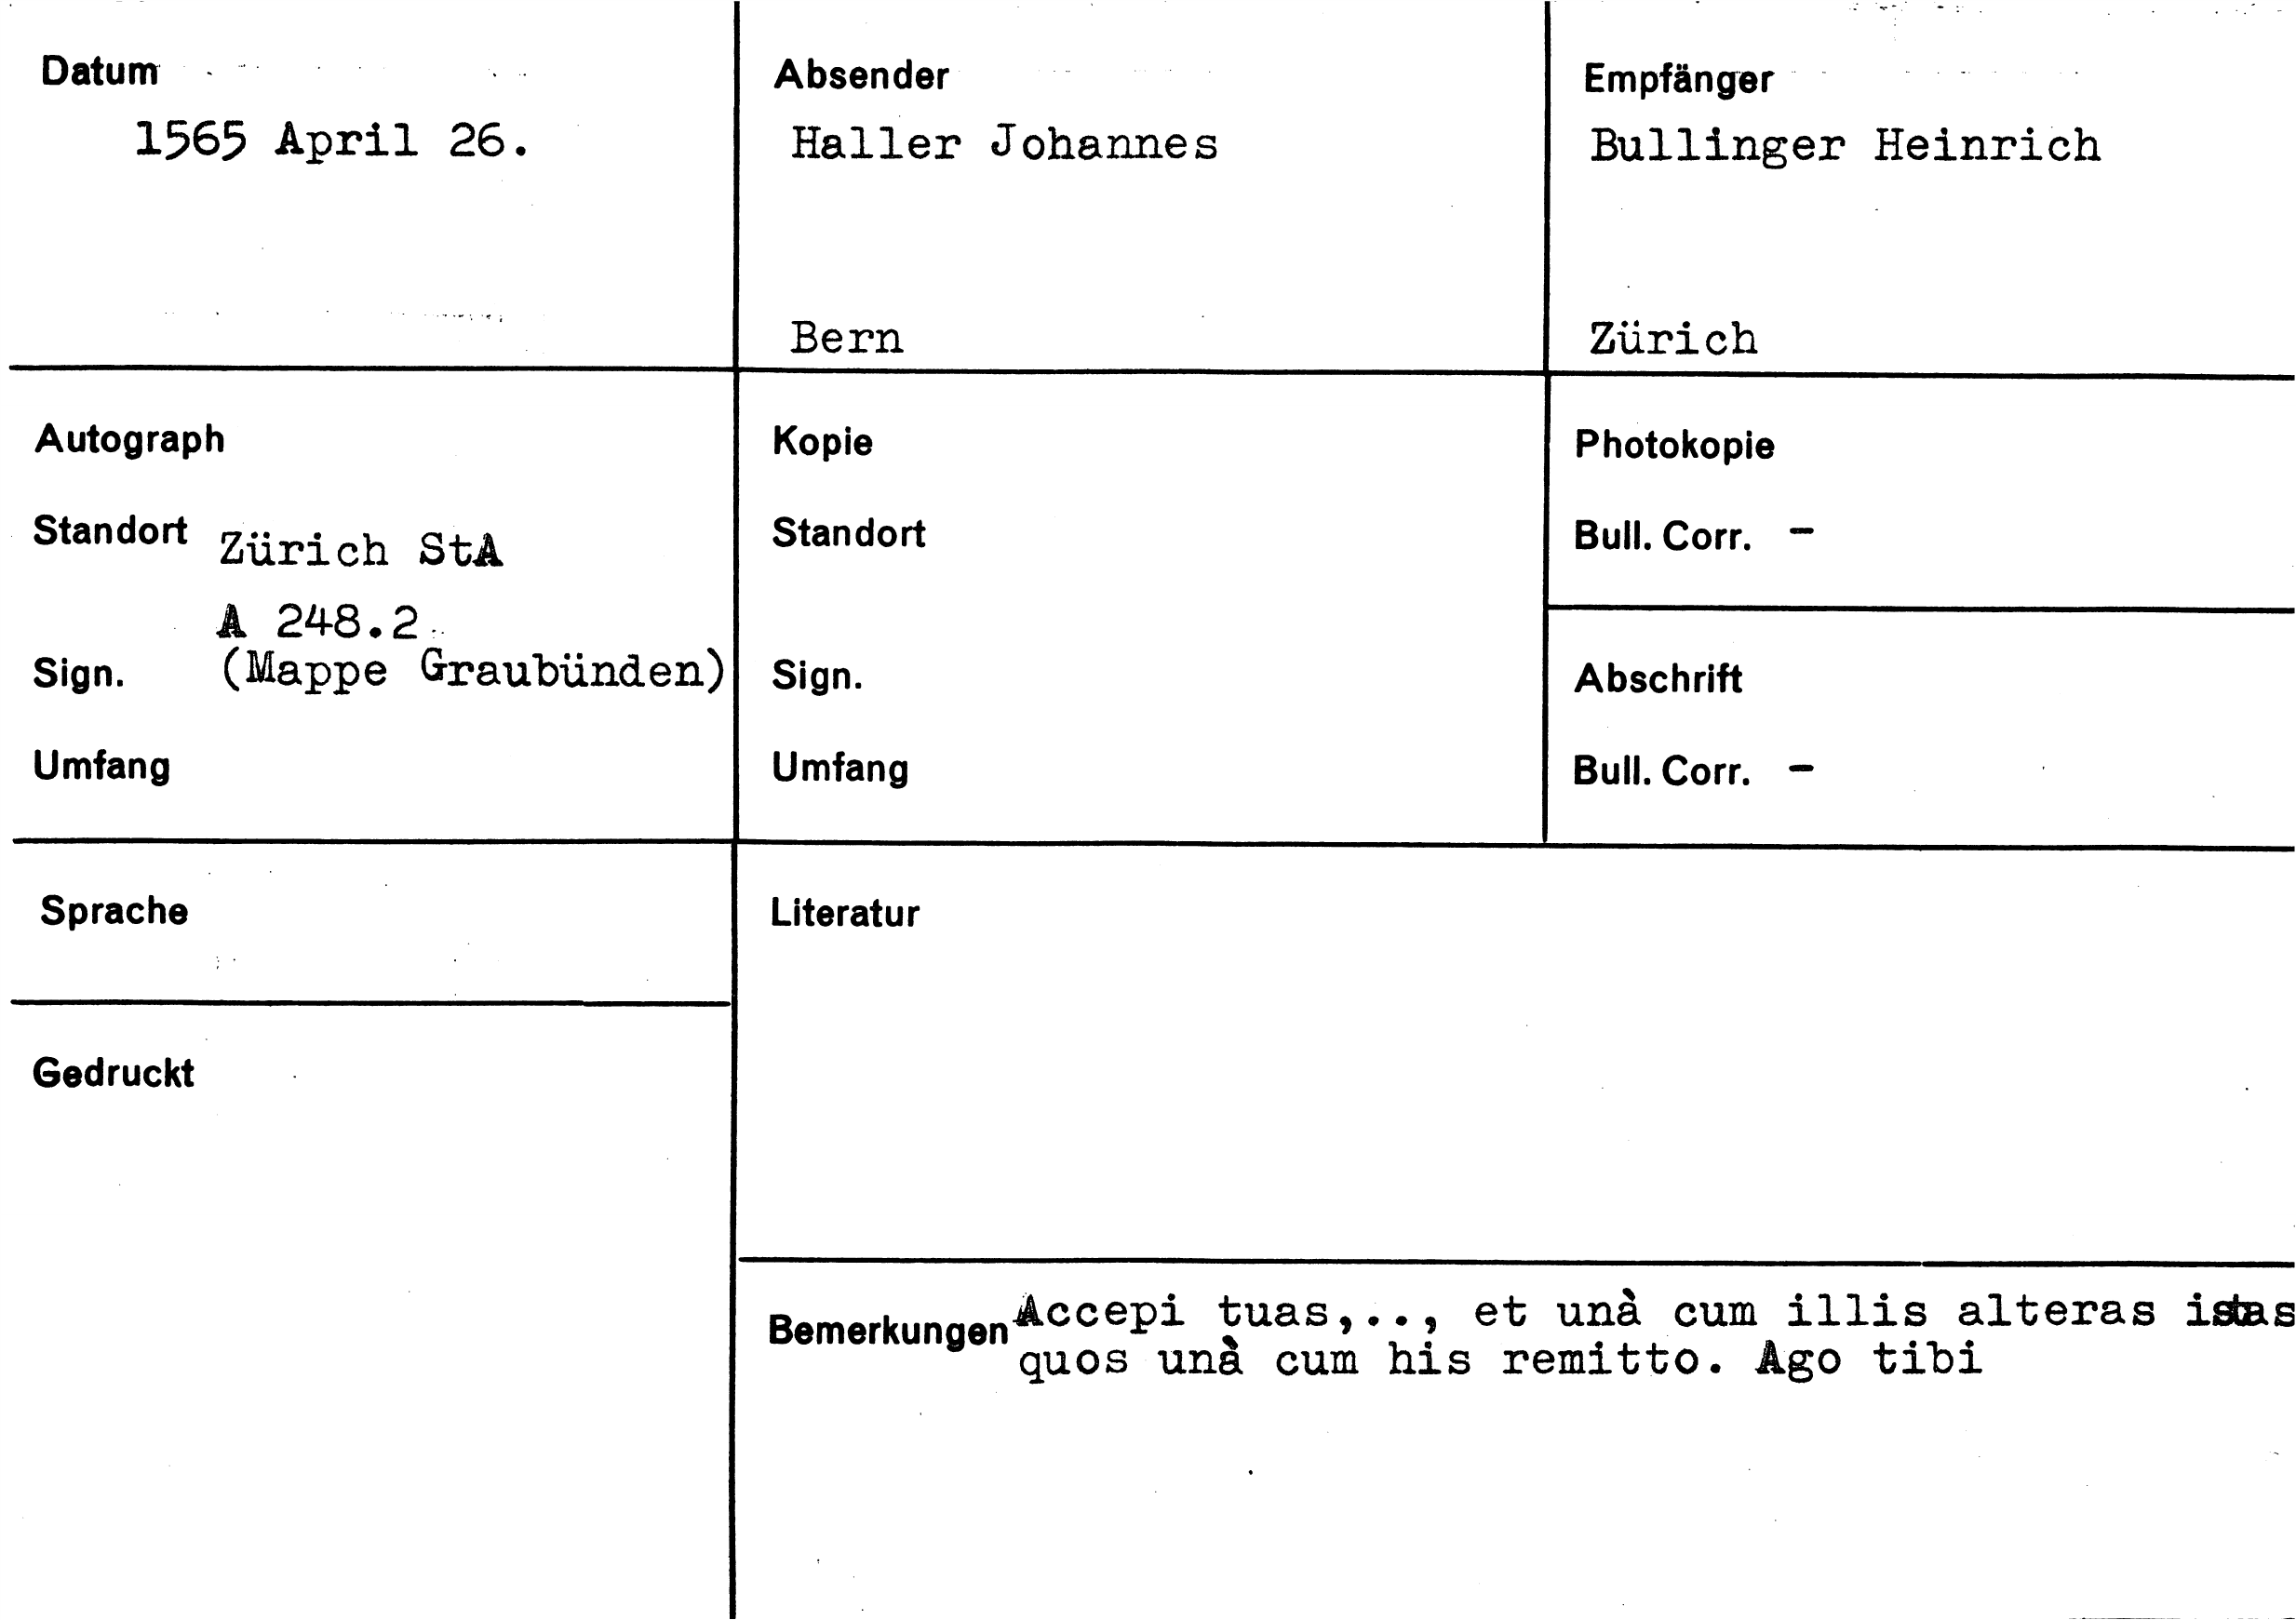 Datum
1565 April 26.
Absender
Haller Johannes
Bern
Empfänger
Bullinger Heinrich
Zürich
Autograph
Standort Zürich StA
A 248.2
Sign. (Mappe Graubünden)
Umfang
Kopie
Standort
Sign.
Umfang
Photokopie
Bull. Corr. -
Abschrift
Bull. Corr. -
Sprache
Gedruckt
Literatur
Bemerkungen Accepi tuas,.., et unà cum illis alteras istas
quos unà cum his remitto. Ago tibi